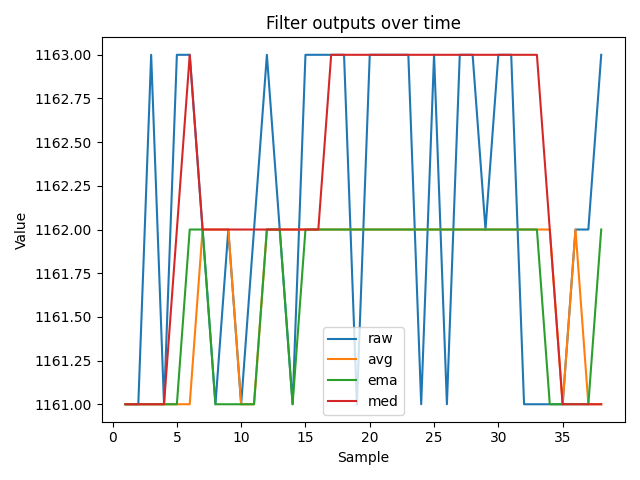 Filter outputs over time
Value
1163.00
1162.75
1162.50
1162.25
1162.00
1161.75
1161.50
1161.25
1161.00
raw
avg
ema
med
0 5 10 15 20 25 30 35
Sample